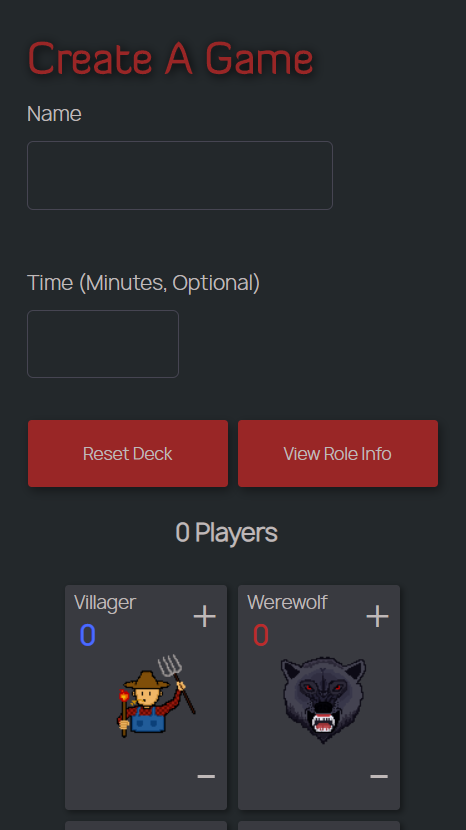 Create A Game
Name
Time (Minutes, Optional)
Reset Deck
View Role Info
0 Players
Villager
0
+
−
Werewolf
0
+
−